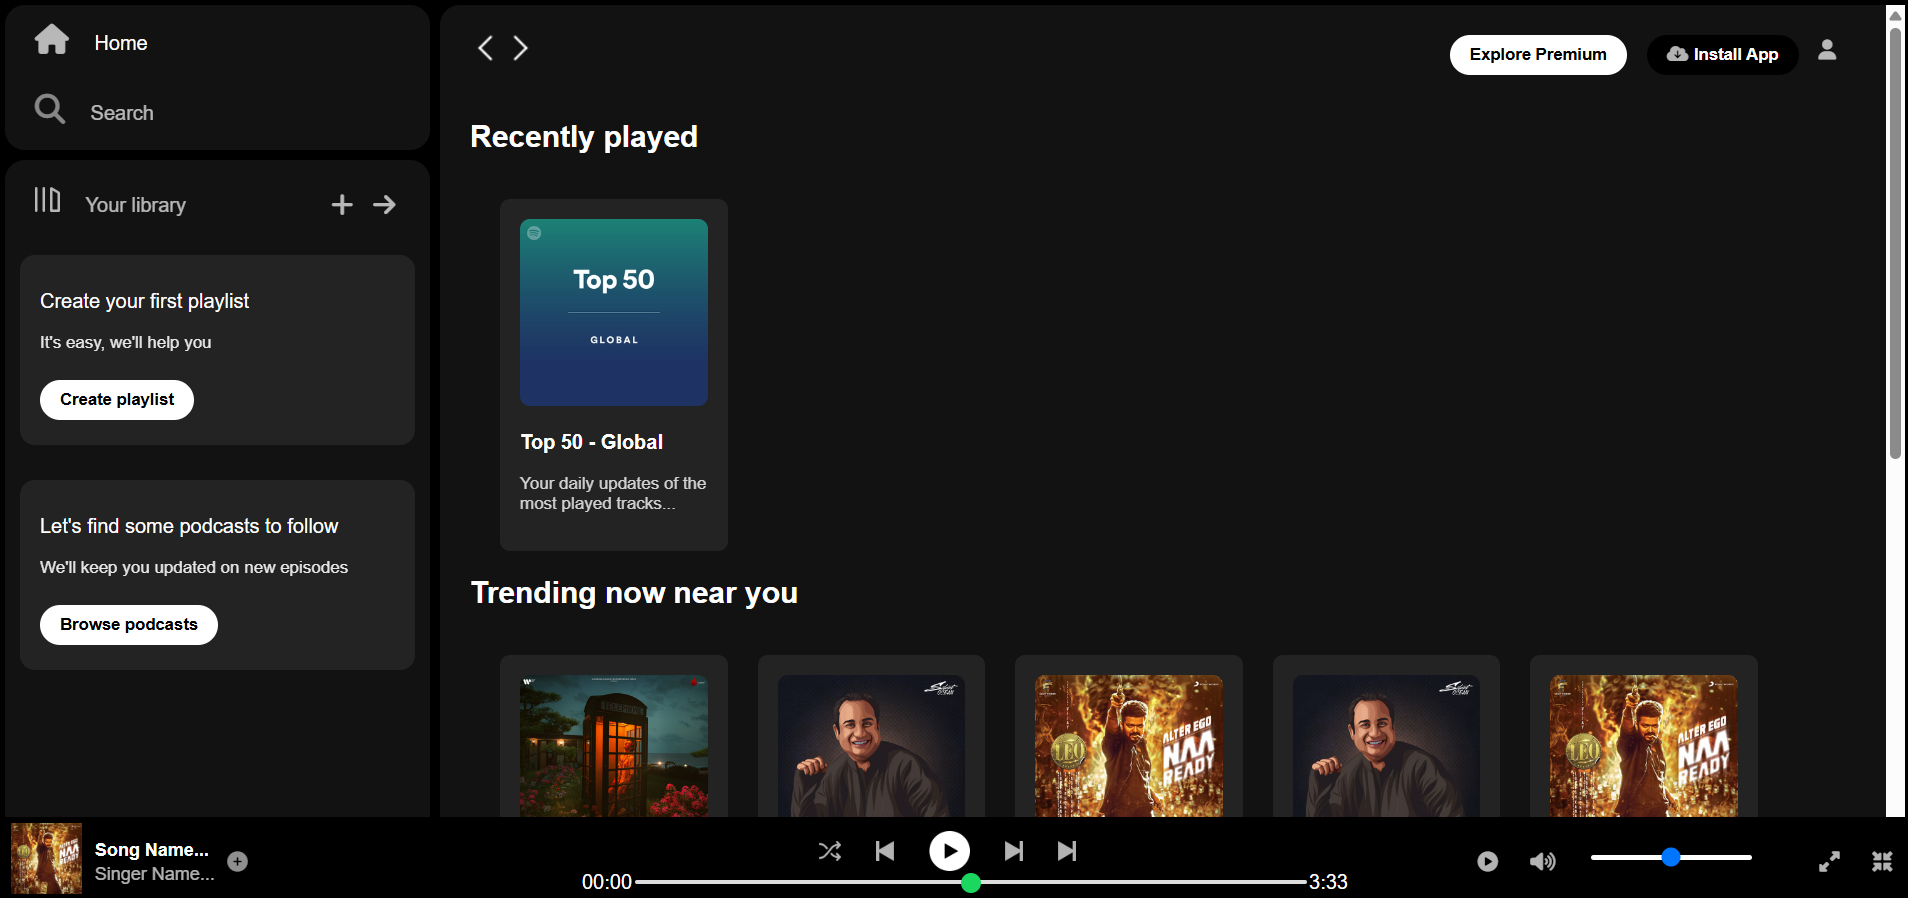 Home
Search
Your library
Create your first playlist
It's easy, we'll help you
Create playlist
Let's find some podcasts to follow
We'll keep you updated on new episodes
Browse podcasts
Explore Premium
Install App
Recently played
Top 50
GLOBAL
Top 50 - Global
Your daily updates of the
most played tracks...
Trending now near you
LEO
ALTER EGO
NAA
READY
LEO
ALTER EGO
NAA
READY
Song Name...
Singer Name...
00:00
3:33